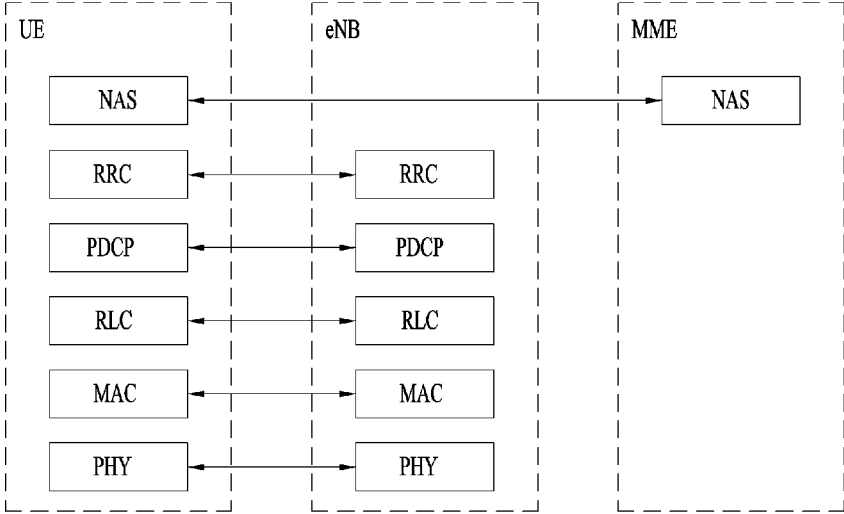 UE eNB MME
NAS NAS
RRC RRC
PDCP PDCP
RLC RLC
MAC MAC
PHY PHY